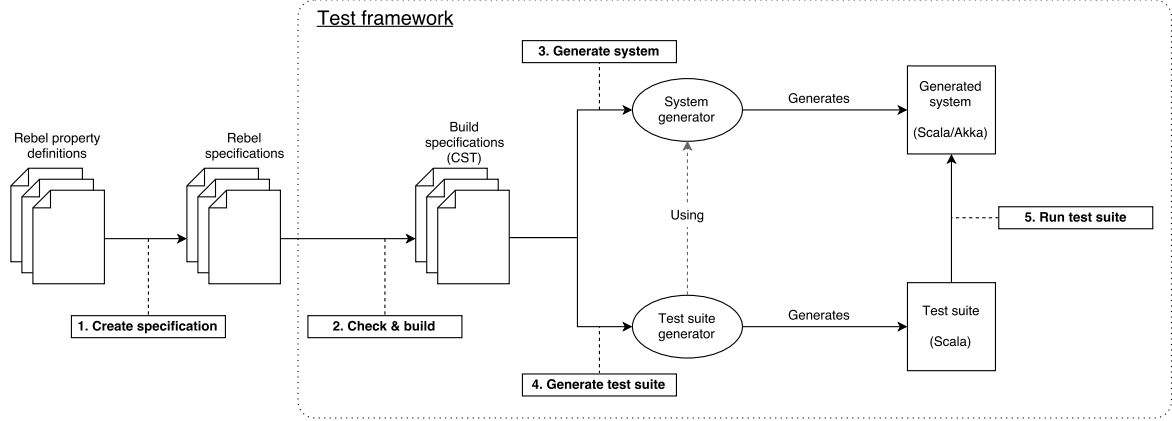 Test framework
3. Generate system
Rebel property
definitions
Rebel
specifications
Build
specifications
(CST)
System
generator
Generates
Generated
system
(Scala/Akka)
Using
5. Run test suite
1. Create specification
2. Check & build
Test suite
generator
Generates
Test suite
(Scala)
4. Generate test suite